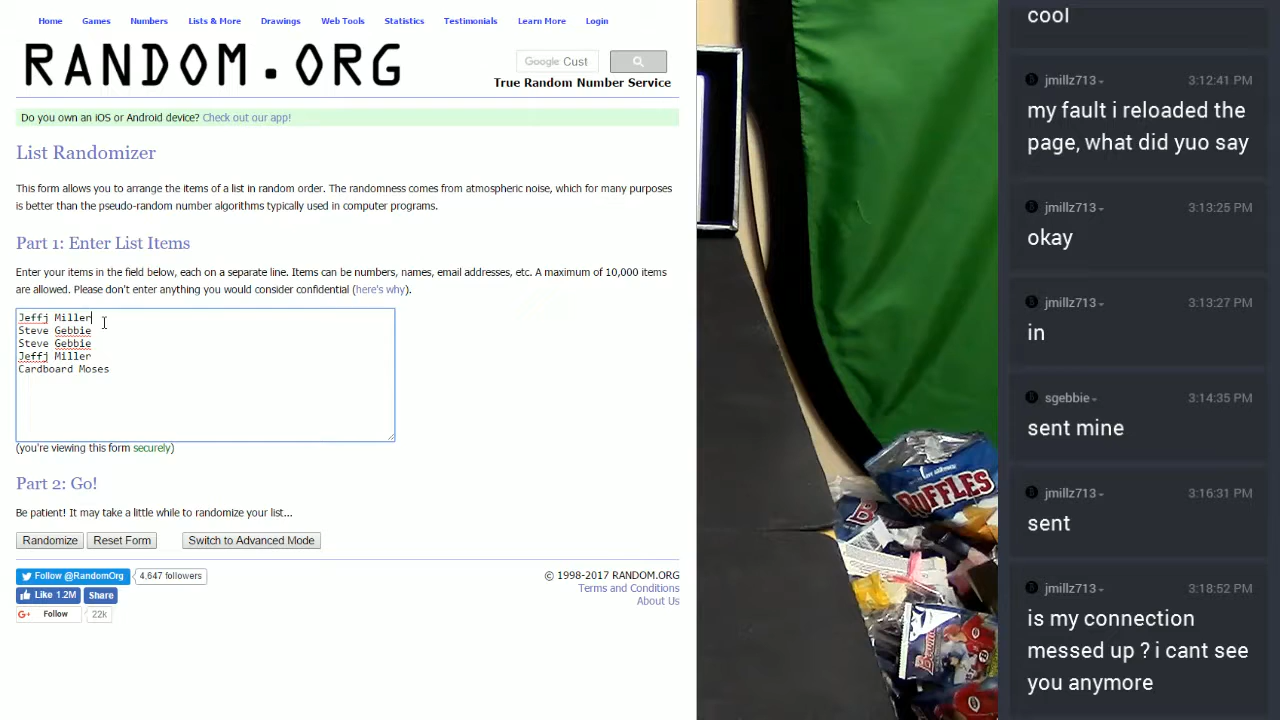 Home Games Numbers Lists & More Drawings Web Tools Statistics Testimonials Learn More Login
RANDOM.ORG
Google Cust
True Random Number Service
Do you own an iOS or Android device? Check out our app!
List Randomizer
This form allows you to arrange the items of a list in random order. The randomness comes from atmospheric noise, which for many purposes
is better than the pseudo-random number algorithms typically used in computer programs.
Part 1: Enter List Items
Enter your items in the field below, each on a separate line. Items can be numbers, names, email addresses, etc. A maximum of 10,000 items
are allowed. Please don't enter anything you would consider confidential (here's why).
Jeffj Miller
Steve Gebbie
Steve Gebbie
Jeffj Miller
Cardboard Moses
(you're viewing this form securely)
Part 2: Go!
Be patient! It may take a little while to randomize your list...
Randomize Reset Form Switch to Advanced Mode
Follow @RandomOrg 4,647 followers
Like 1.2M Share
G+ Follow 22k
© 1998-2017 RANDOM.ORG
Terms and Conditions
About Us
RUFFLES
Bowman
cool
jmillz713 3:12:41 PM
my fault i reloaded the
page, what did yuo say
jmillz713 3:13:25 PM
okay
jmillz713 3:13:27 PM
in
sgebbie 3:14:35 PM
sent mine
jmillz713 3:16:31 PM
sent
jmillz713 3:18:52 PM
is my connection
messed up ? i cant see
you anymore